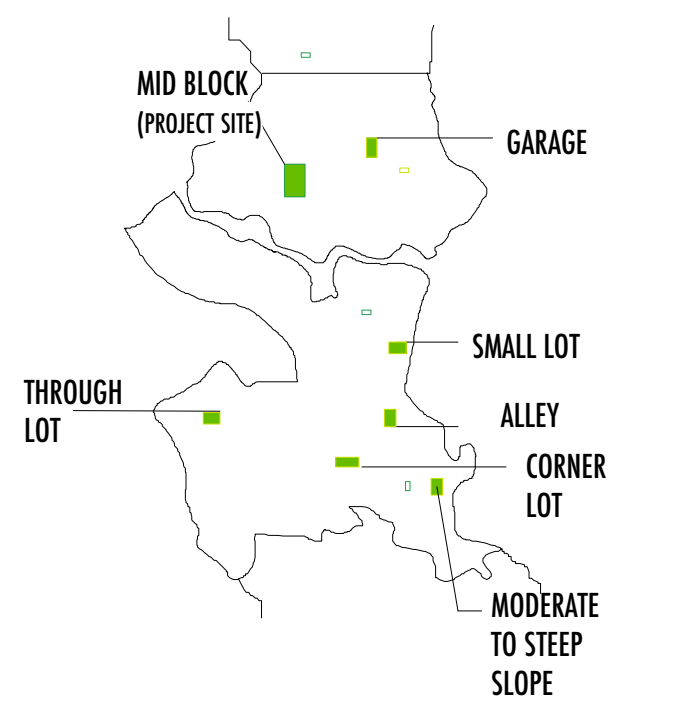 MID BLOCK
(PROJECT SITE)
GARAGE
SMALL LOT
THROUGH
LOT
ALLEY
CORNER
LOT
MODERATE
TO STEEP
SLOPE